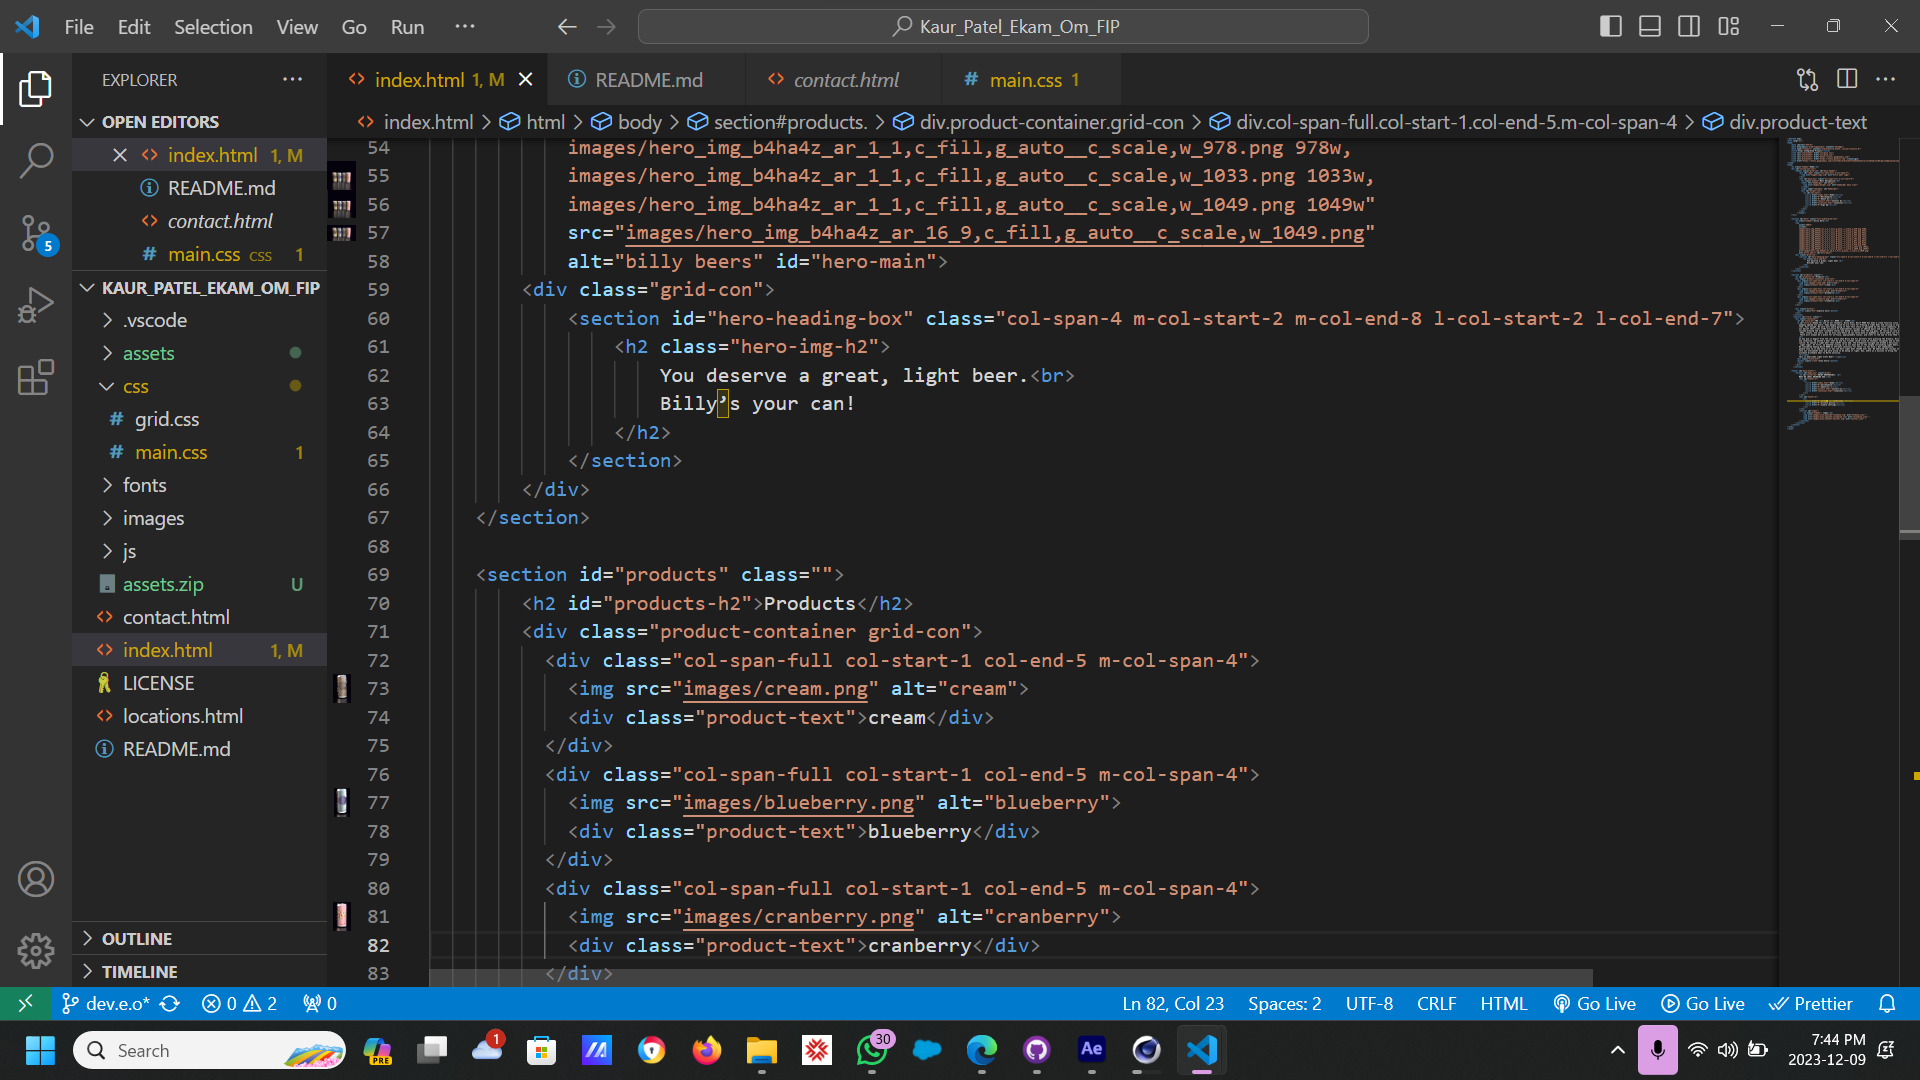 File Edit Selection View Go Run ···
Kaur_Patel_Ekam_Om_FIP
EXPLORER
index.html 1, M
README.md
contact.html
main.css 1
index.html > html > body > section#products. > div.product-container.grid-con > div.col-span-full.col-start-1.col-end-5.m-col-span-4 > div.product-text
OPEN EDITORS
index.html 1, M
README.md
contact.html
main.css css 1
KAUR_PATEL_EKAM_OM_FIP
.vscode
assets
css
grid.css
main.css 1
fonts
images
js
assets.zip U
contact.html
index.html 1, M
LICENSE
locations.html
README.md
OUTLINE
TIMELINE
5
54 images/hero_img_b4ha4z_ar_1_1,c_fill,g_auto__c_scale,w_978.png 978w,
55 images/hero_img_b4ha4z_ar_1_1,c_fill,g_auto__c_scale,w_1033.png 1033w,
56 images/hero_img_b4ha4z_ar_1_1,c_fill,g_auto__c_scale,w_1049.png 1049w"
57 src="images/hero_img_b4ha4z_ar_16_9,c_fill,g_auto__c_scale,w_1049.png"
58 alt="billy beers" id="hero-main">
59 <div class="grid-con">
60 <section id="hero-heading-box" class="col-span-4 m-col-start-2 m-col-end-8 l-col-start-2 l-col-end-7">
61 <h2 class="hero-img-h2">
62 You deserve a great, light beer.<br>
63 Billy’s your can!
64 </h2>
65 </section>
66 </div>
67 </section>
68
69 <section id="products" class="">
70 <h2 id="products-h2">Products</h2>
71 <div class="product-container grid-con">
72 <div class="col-span-full col-start-1 col-end-5 m-col-span-4">
73 <img src="images/cream.png" alt="cream">
74 <div class="product-text">cream</div>
75 </div>
76 <div class="col-span-full col-start-1 col-end-5 m-col-span-4">
77 <img src="images/blueberry.png" alt="blueberry">
78 <div class="product-text">blueberry</div>
79 </div>
80 <div class="col-span-full col-start-1 col-end-5 m-col-span-4">
81 <img src="images/cranberry.png" alt="cranberry">
82 <div class="product-text">cranberry</div>
83 </div>
dev.e.o* 0 2 0
Ln 82, Col 23 Spaces: 2 UTF-8 CRLF HTML Go Live Go Live Prettier
Search
PRE
1
30
Ae
7:44 PM
2023-12-09